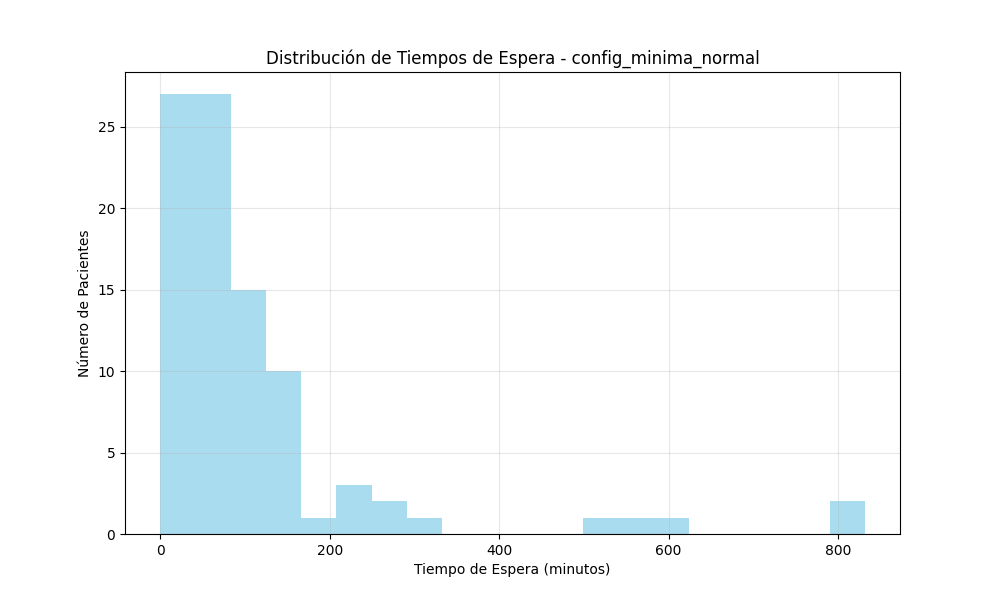 Distribución de Tiempos de Espera - config_minima_normal
Número de Pacientes
25
20
15
10
5
0
0 200 400 600 800
Tiempo de Espera (minutos)